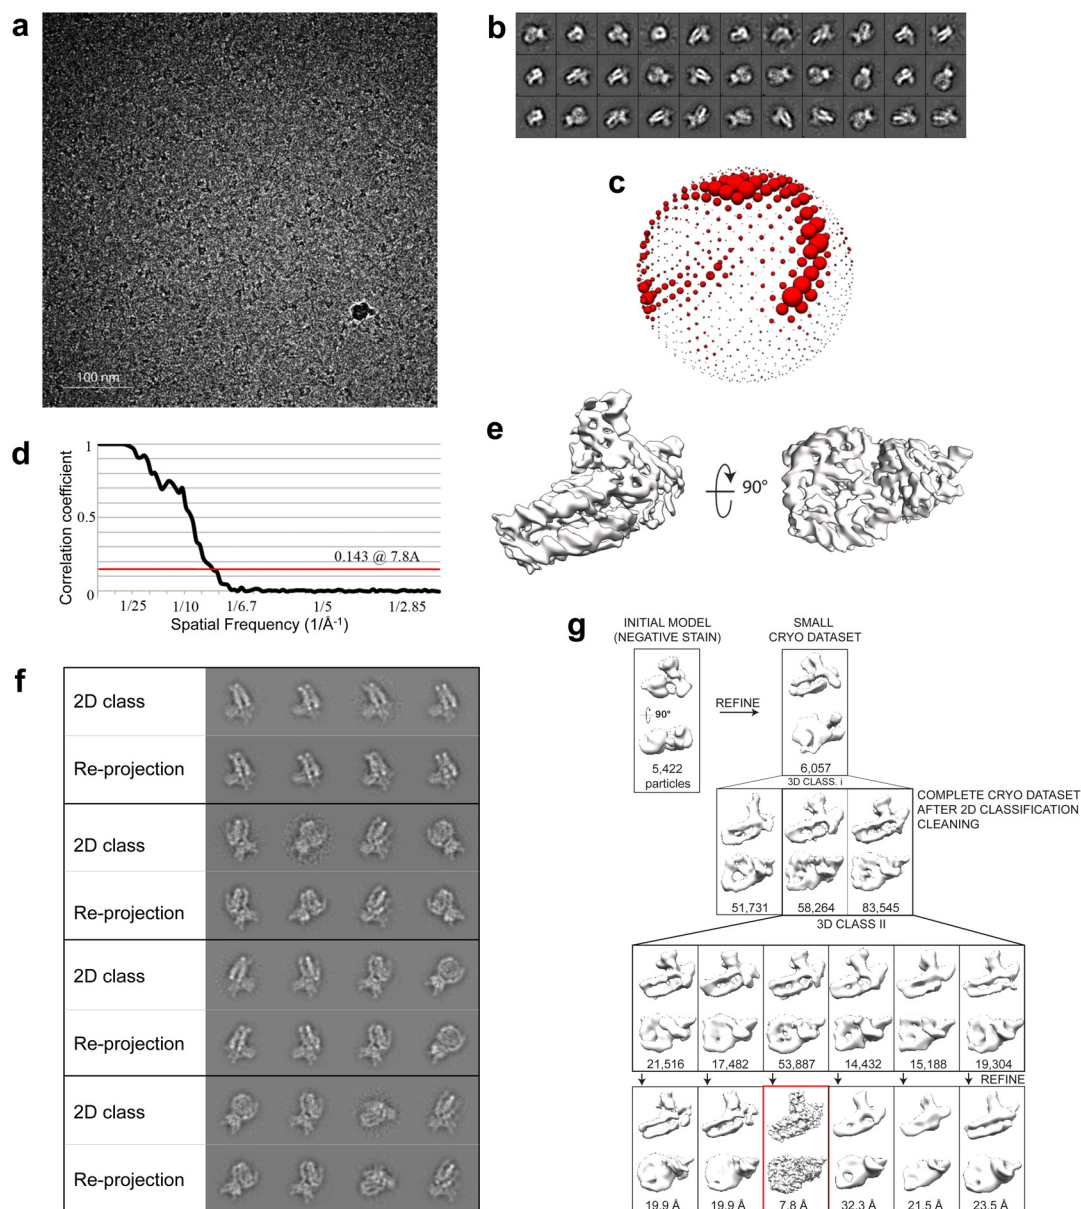 a
100 nm
b
c
d
Correlation coefficient
1
0.5
0
0.143 @ 7.8A
1/25
1/10
1/6.7
1/5
1/2.85
Spatial Frequency (1/Å-1)
e
90°
f
2D class
Re-projection
2D class
Re-projection
2D class
Re-projection
2D class
Re-projection
g
INITIAL MODEL
(NEGATIVE STAIN)
90°
5,422
particles
REFINE
SMALL
CRYO DATASET
6,057
3D CLASS. i
COMPLETE CRYO DATASET
AFTER 2D CLASSIFICATION
CLEANING
51,731
58,264
83,545
3D CLASS II
21,516
17,482
53,887
14,432
15,188
19,304
REFINE
19.9 Å
19.9 Å
7.8 Å
32.3 Å
21.5 Å
23.5 Å